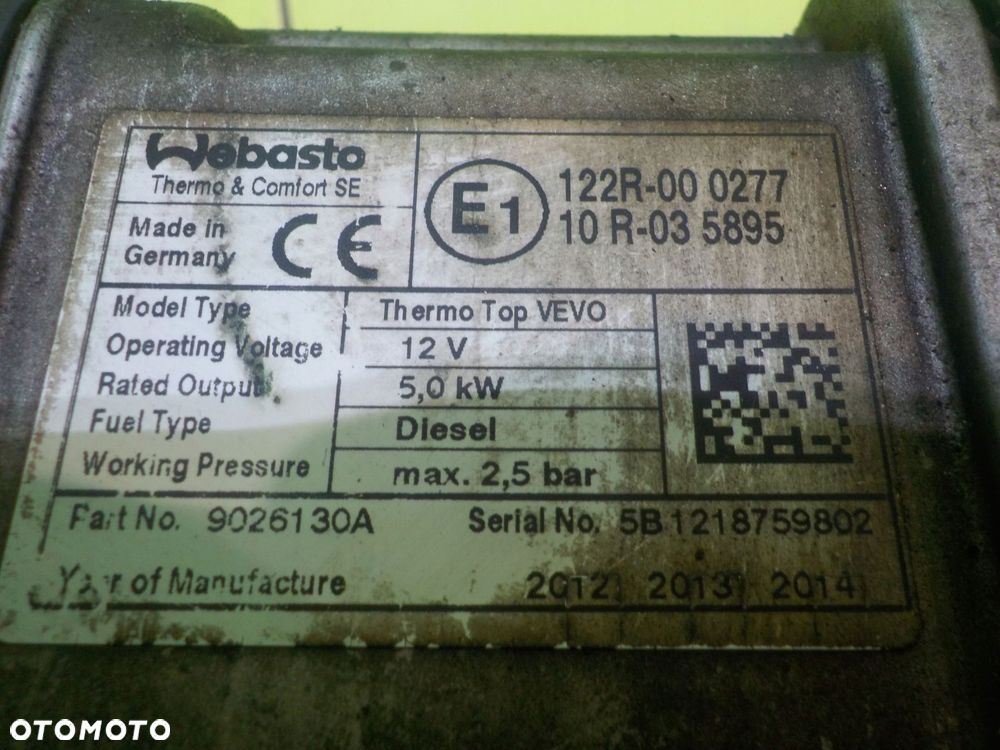 Webasto
Thermo & Comfort SE
Made in
Germany
CE
E1
122R-00 0277
10 R-03 5895
Model Type Thermo Top VEVO
Operating Voltage 12 V
Rated Output 5,0 kW
Fuel Type Diesel
Working Pressure max. 2,5 bar
Part No. 9026130A Serial No. 5B1218759802
Year of Manufacture 2012 2013 2014
OTOMOTO